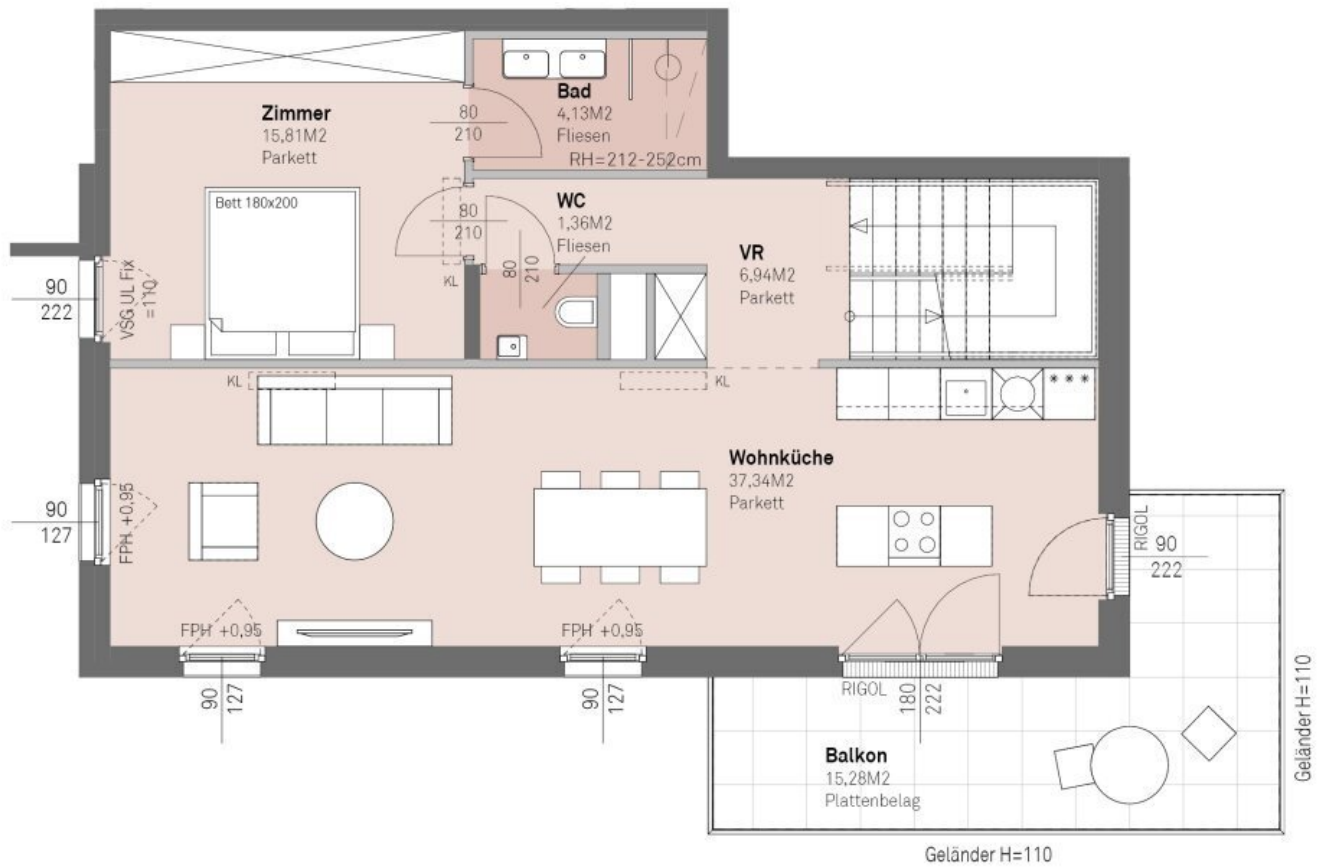 Zimmer
15,81M2
Parkett
80
210
Bad
4,13M2
Fliesen
RH=212-252cm
Bett 180x200
80
210
KL
WC
1,36M2
Fliesen
80
210
VR
6,94M2
Parkett
90
222
VSG UL Fix
=110
KL
KL
***
Wohnküche
37,34M2
Parkett
90
127
FPH +0,95
RIGOL
90
222
FPH +0,95
FPH +0,95
90
127
90
127
RIGOL
180
222
Balkon
15,28M2
Plattenbelag
Geländer H=110
Geländer H=110